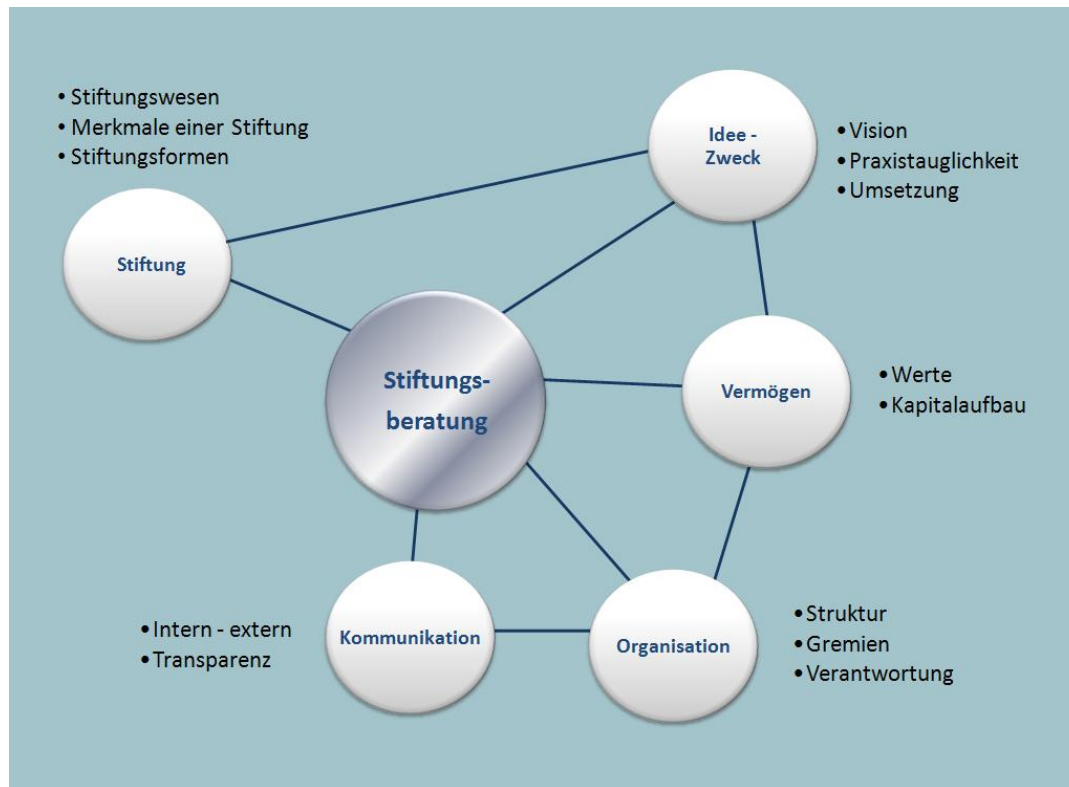 • Stiftungswesen
• Merkmale einer Stiftung
• Stiftungsformen
Stiftung
Idee -
Zweck
• Vision
• Praxistauglichkeit
• Umsetzung
Stiftungs-
beratung
Vermögen
• Werte
• Kapitalaufbau
• Intern - extern
• Transparenz
Kommunikation
Organisation
• Struktur
• Gremien
• Verantwortung